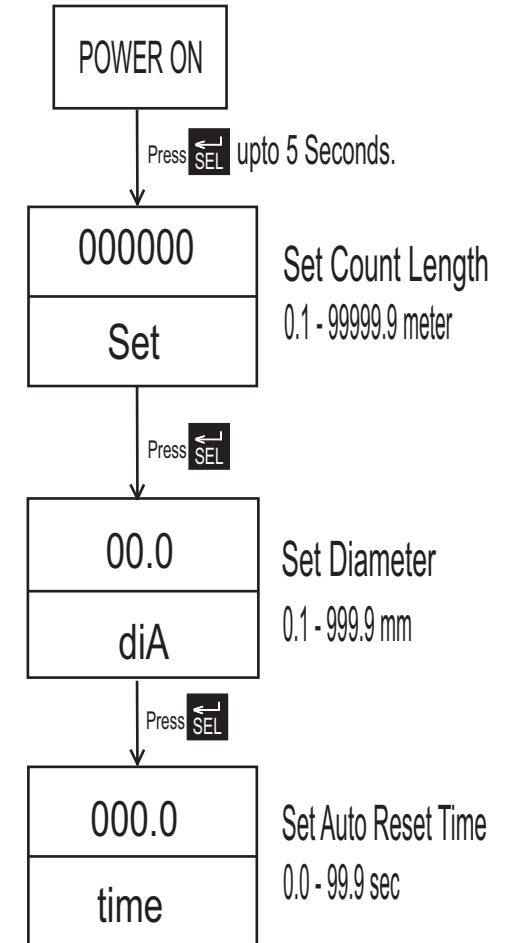 POWER ON
Press SEL upto 5 Seconds.
000000
Set
Set Count Length
0.1 - 99999.9 meter
Press SEL
00.0
diA
Set Diameter
0.1 - 999.9 mm
Press SEL
000.0
time
Set Auto Reset Time
0.0 - 99.9 sec